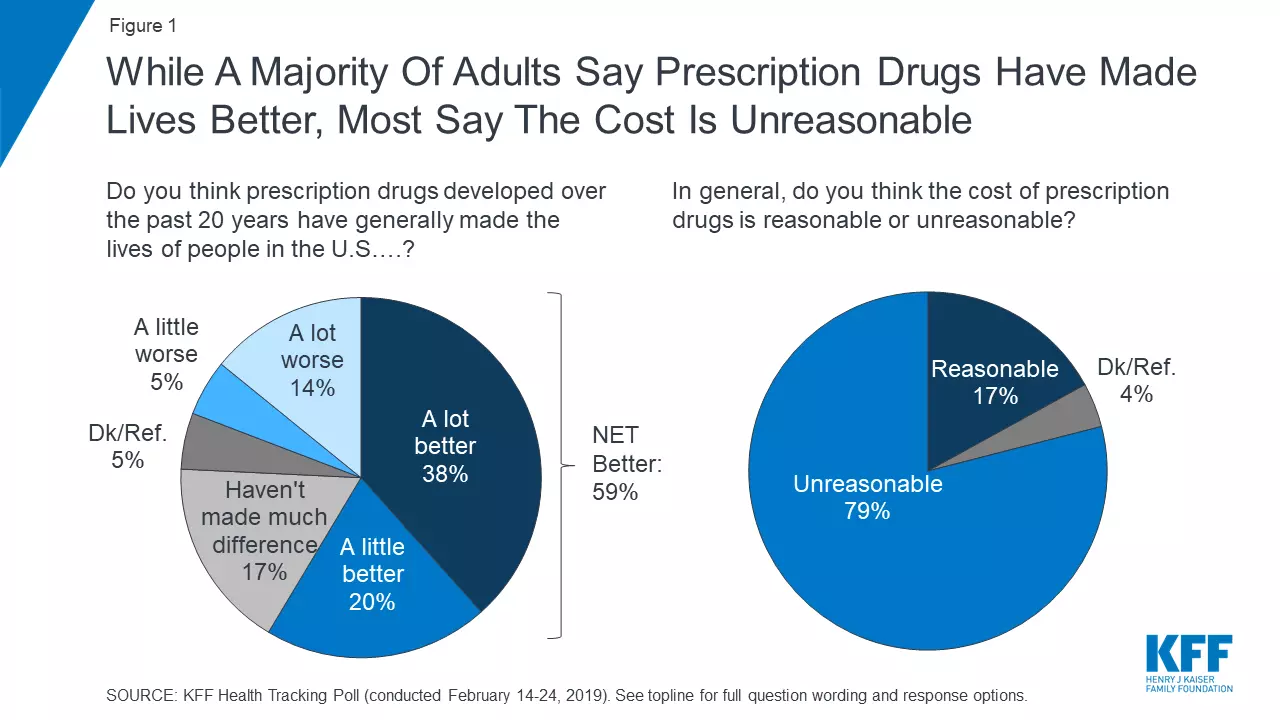 Figure 1
While A Majority Of Adults Say Prescription Drugs Have Made
Lives Better, Most Say The Cost Is Unreasonable
Do you think prescription drugs developed over
the past 20 years have generally made the
lives of people in the U.S….?
A little
worse
5%
A lot
worse
14%
Dk/Ref.
5%
A lot
better
38%
Haven't
made much
difference
17%
A little
better
20%
NET
Better:
59%
In general, do you think the cost of prescription
drugs is reasonable or unreasonable?
Reasonable
17%
Dk/Ref.
4%
Unreasonable
79%
SOURCE: KFF Health Tracking Poll (conducted February 14-24, 2019). See topline for full question wording and response options.
KFF
HENRY J KAISER
FAMILY FOUNDATION